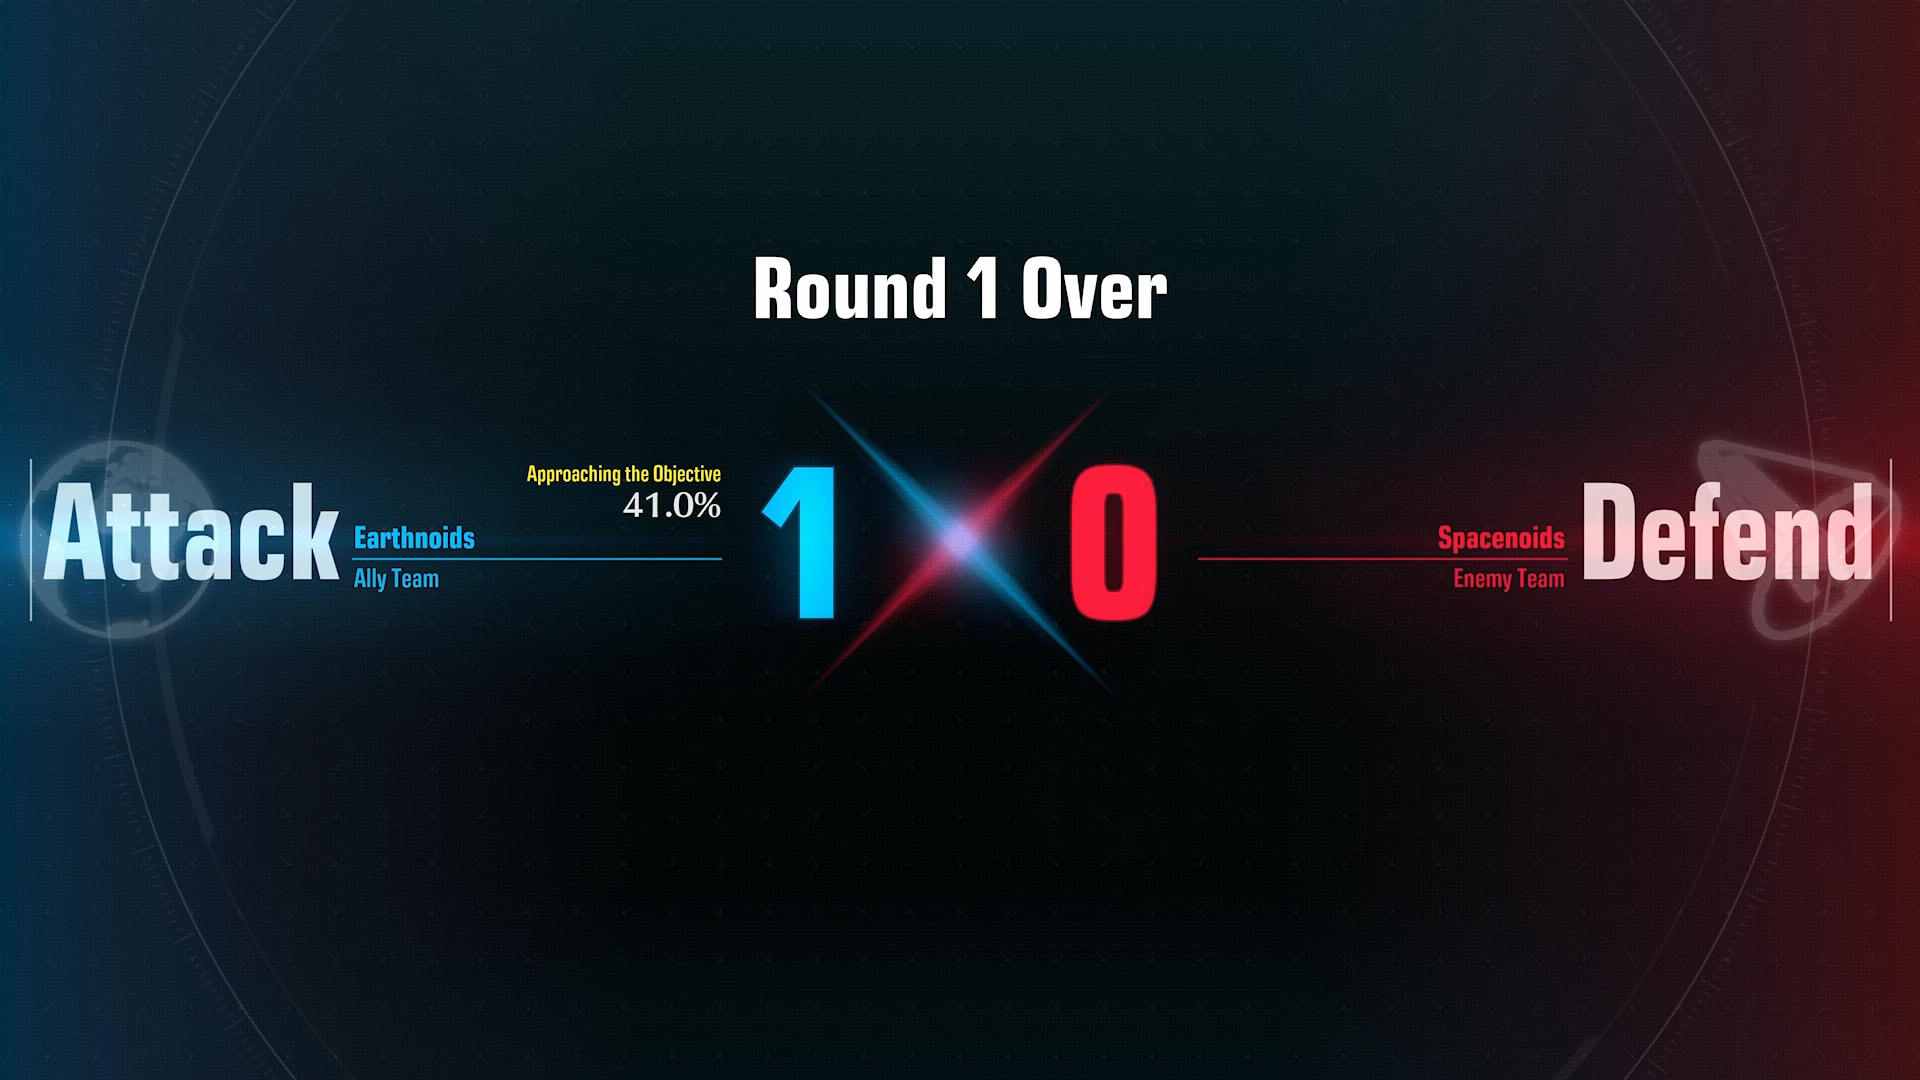 Round 1 Over
Approaching the Objective
41.0%
1
0
Attack
Earthnoids
Ally Team
Spacenoids
Enemy Team
Defend